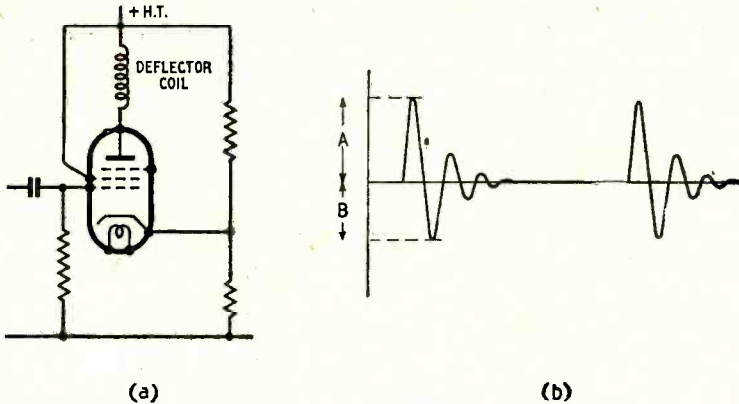 + H.T.
DEFLECTOR
COIL
A
B
(a)
(b)